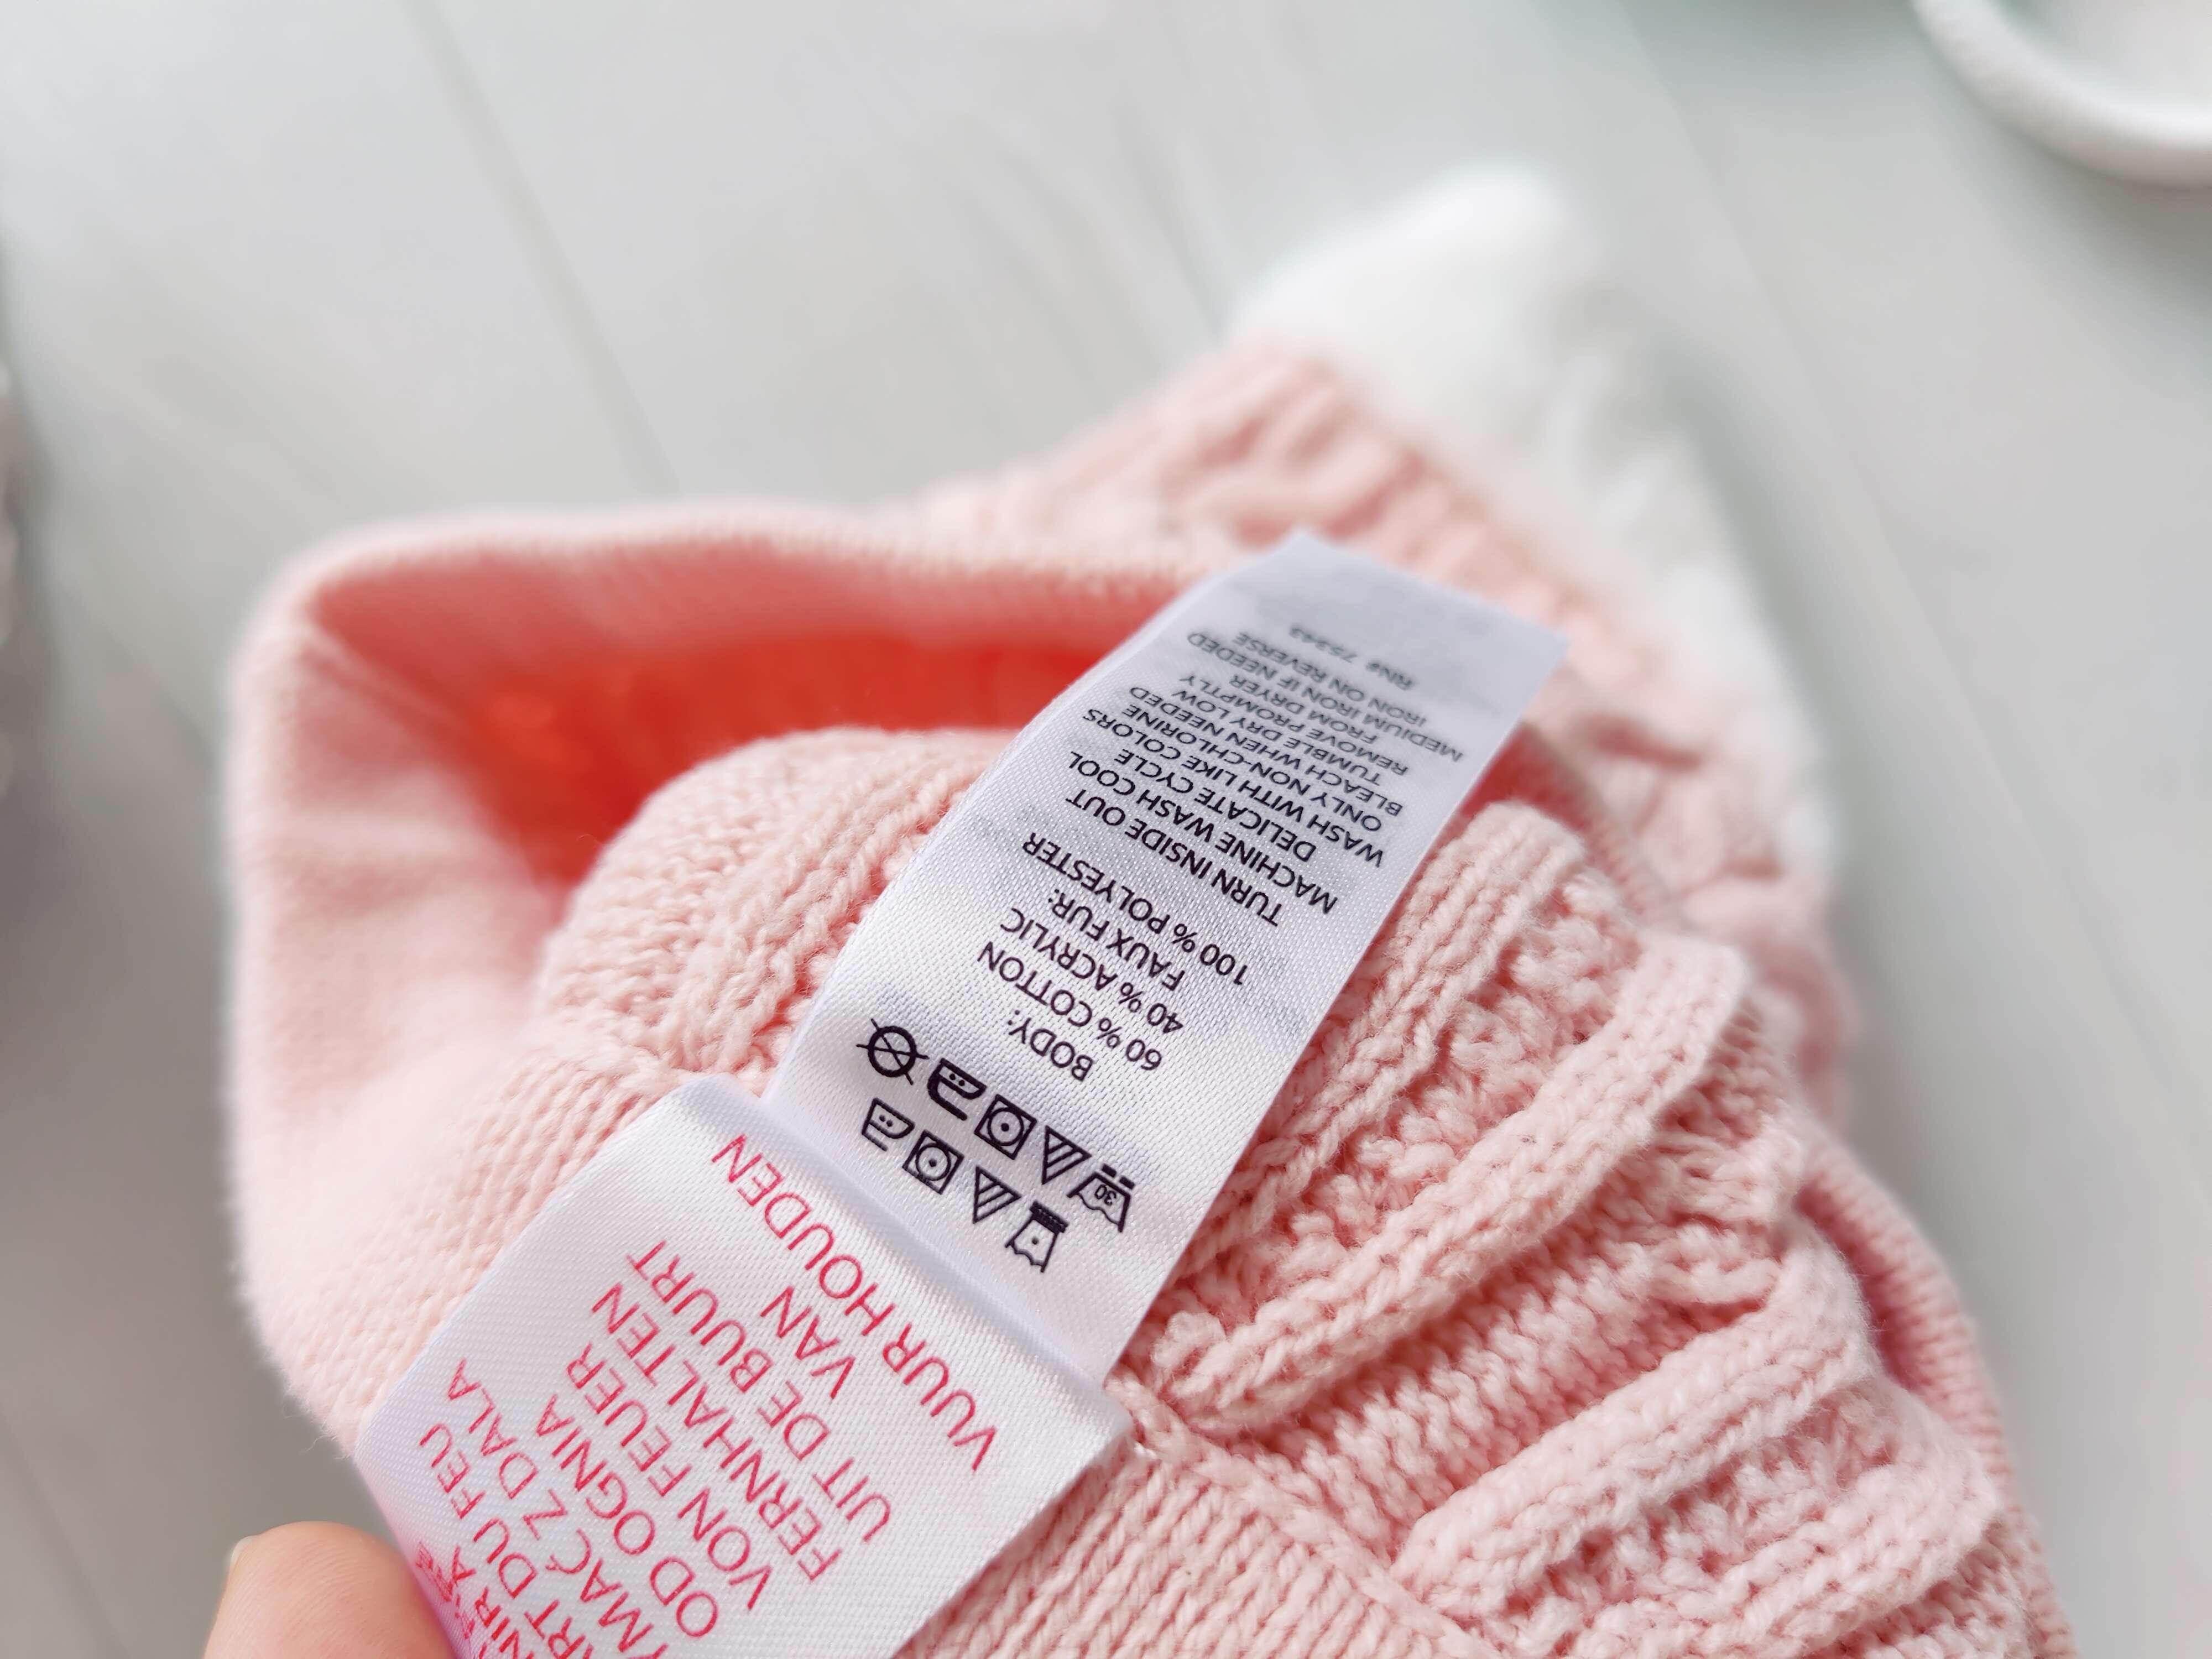 BODY:
60 % COTTON
40 % ACRYLIC
FAUX FUR:
100 % POLYESTER
TURN INSIDE OUT
MACHINE WASH COOL
DELICATE CYCLE
WASH WITH LIKE COLORS
ONLY NON-CHLORINE
BLEACH WHEN NEEDED
TUMBLE DRY LOW
REMOVE PROMPTLY
FROM DRYER
MEDIUM IRON IF NEEDED
IRON ON REVERSE
RN# 75343
30
DU FEU
Z DALA
OD OGNIA
VON FEUER
FERNHALTEN
UIT DE BUURT
VAN
VUUR HOUDEN